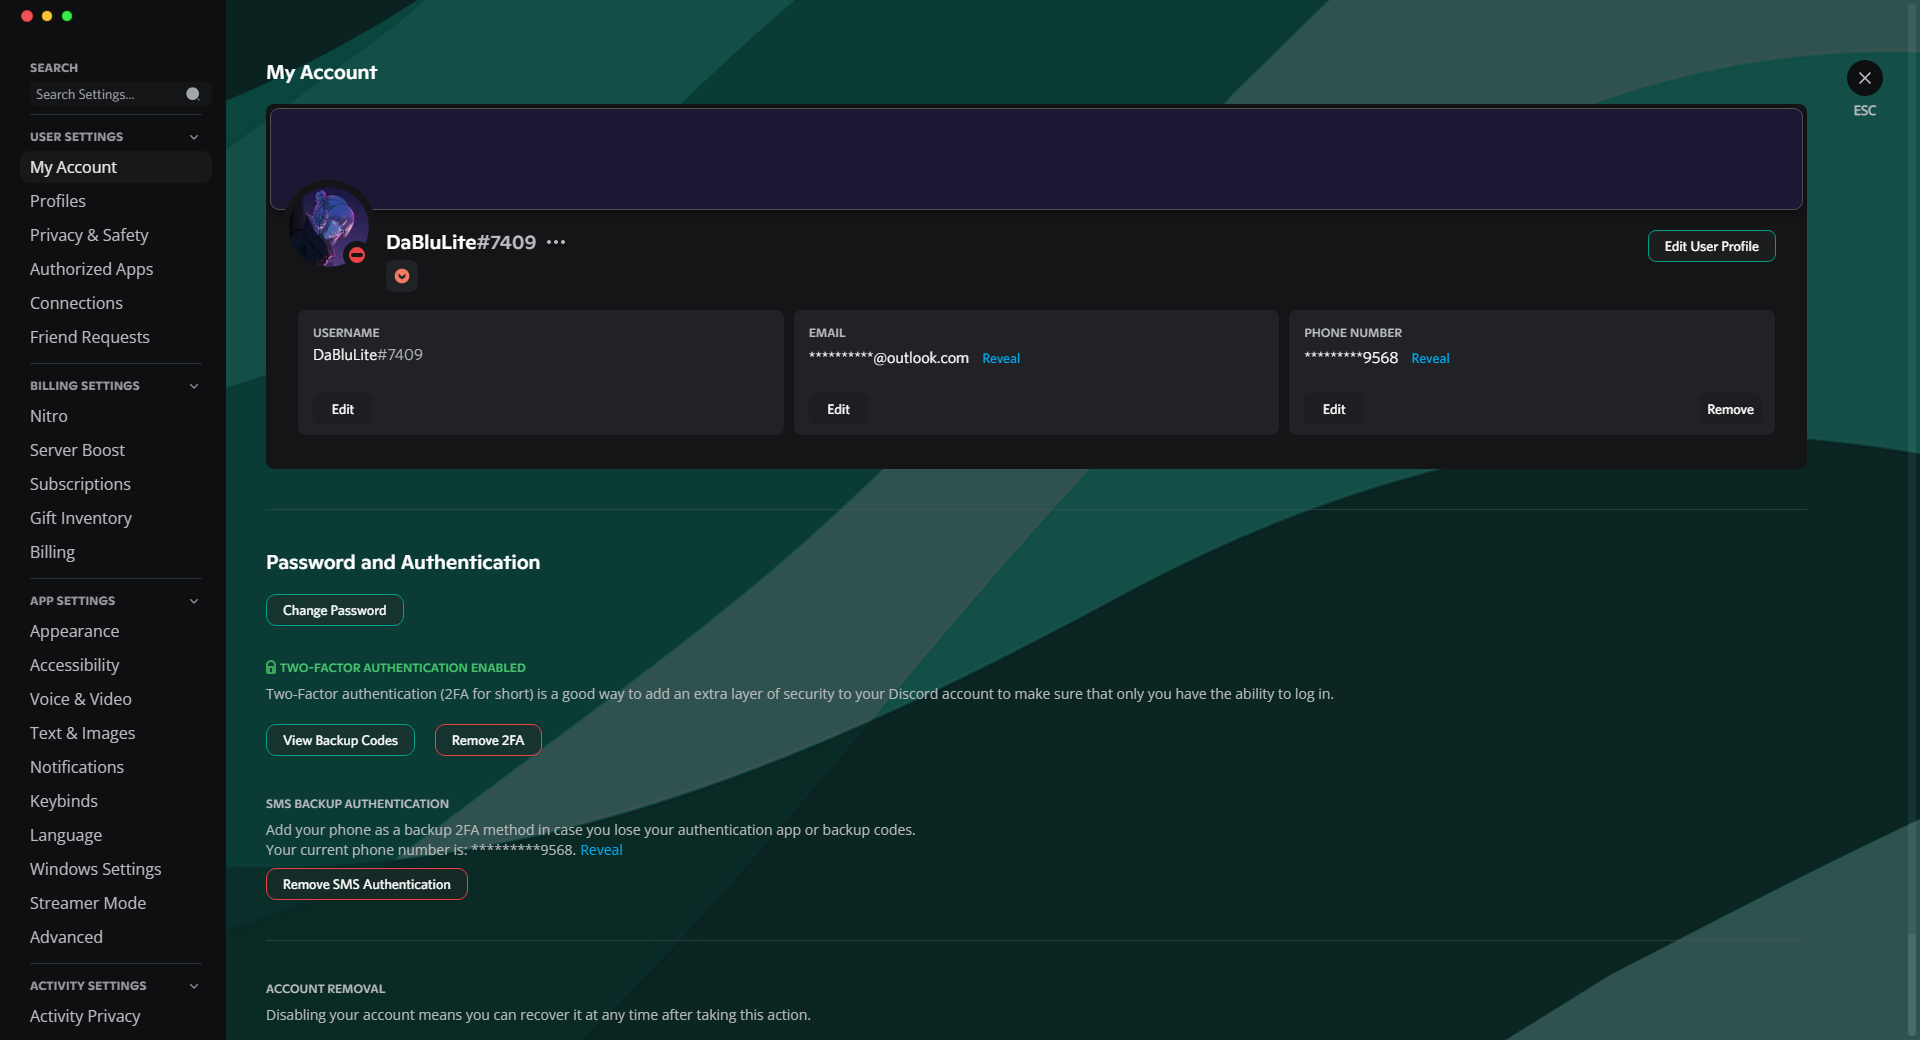 SEARCH
Search Settings...
USER SETTINGS
My Account
Profiles
Privacy & Safety
Authorized Apps
Connections
Friend Requests
BILLING SETTINGS
Nitro
Server Boost
Subscriptions
Gift Inventory
Billing
APP SETTINGS
Appearance
Accessibility
Voice & Video
Text & Images
Notifications
Keybinds
Language
Windows Settings
Streamer Mode
Advanced
ACTIVITY SETTINGS
Activity Privacy
My Account
ESC
DaBluLite#7409
Edit User Profile
USERNAME
DaBluLite#7409
Edit
EMAIL
**********@outlook.com Reveal
Edit
PHONE NUMBER
*********9568 Reveal
Edit Remove
Password and Authentication
Change Password
TWO-FACTOR AUTHENTICATION ENABLED
Two-Factor authentication (2FA for short) is a good way to add an extra layer of security to your Discord account to make sure that only you have the ability to log in.
View Backup Codes Remove 2FA
SMS BACKUP AUTHENTICATION
Add your phone as a backup 2FA method in case you lose your authentication app or backup codes.
Your current phone number is: *********9568. Reveal
Remove SMS Authentication
ACCOUNT REMOVAL
Disabling your account means you can recover it at any time after taking this action.